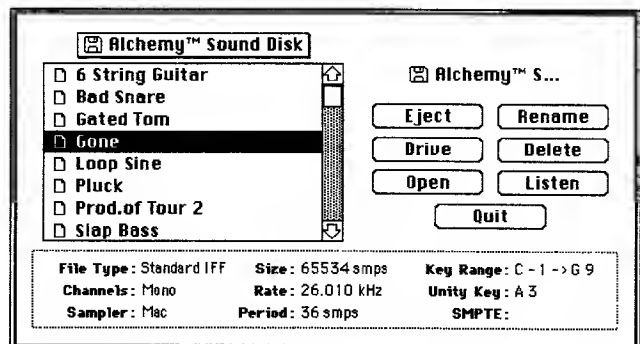 Alchemy™ Sound Disk
6 String Guitar
Bad Snare
Gated Tom
Gone
Loop Sine
Pluck
Prod.of Tour 2
Slap Bass
Alchemy™ S...
Eject Rename
Drive Delete
Open Listen
Quit
File Type: Standard IFF Size: 65534 smps Key Range: C -1 -> G 9
Channels: Mono Rate: 26.010 kHz Unity Key: A 3
Sampler: Mac Period: 36 smps SMPTE: